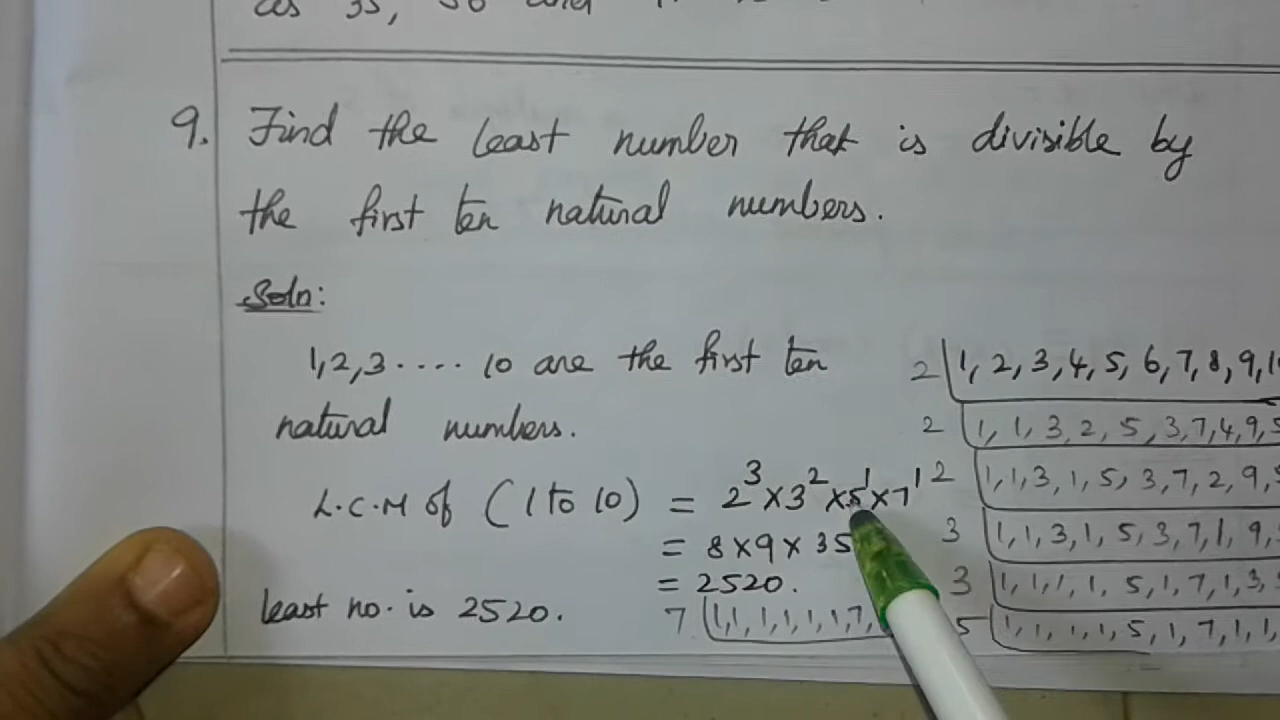 9. Find the least number that is divisible by
the first ten natural numbers.
Soln:
1,2,3.... 10 are the first ten
natural numbers.
L.C.M of (1 to 10) = 2³×3²×5¹×7¹
= 8×9×35
= 2520.
least no. is 2520.
2 1, 2, 3, 4, 5, 6, 7, 8, 9, 1
2 1, 1, 3, 2, 5, 3, 7, 4, 9, 5
2 1, 1, 3, 1, 5, 3, 7, 2, 9, 5
3 1, 1, 3, 1, 5, 3, 7, 1, 9,
3 1, 1, 1, 1, 5, 1, 7, 1, 3,
5 1, 1, 1, 1, 5, 1, 7, 1, 1,
7 1, 1, 1, 1, 1, 1, 7,